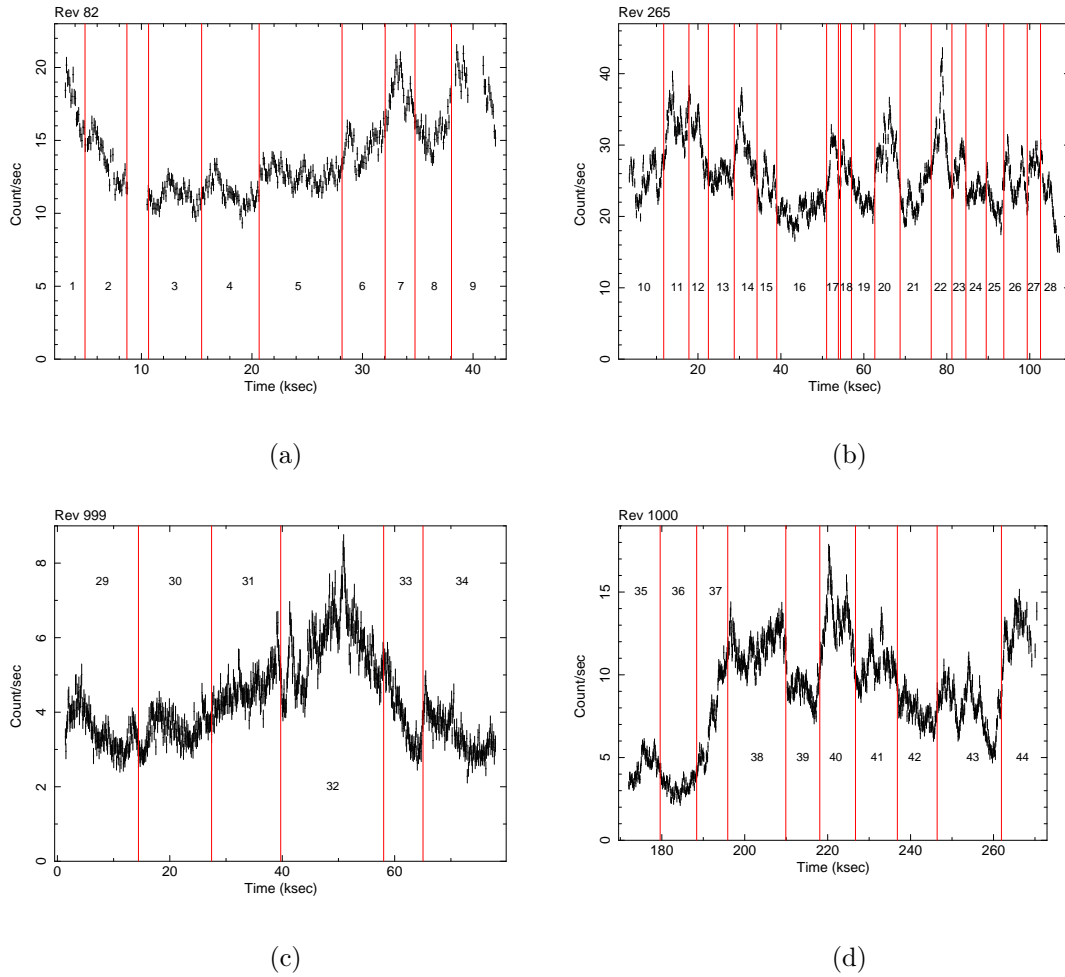 Rev 82
Count/sec
0 5 10 15 20
1 2 3 4 5 6 7 8 9
10 20 30 40
Time (ksec)
(a)
Rev 265
Count/sec
0 10 20 30 40
10 11 12 13 14 15 16 17 18 19 20 21 22 23 24 25 26 27 28
20 40 60 80 100
Time (ksec)
(b)
Rev 999
Count/sec
0 2 4 6 8
29 30 31 33 34
32
0 20 40 60
Time (ksec)
(c)
Rev 1000
Count/sec
0 5 10 15
35 36 37
38 39 40 41 42 43 44
180 200 220 240 260
Time (ksec)
(d)